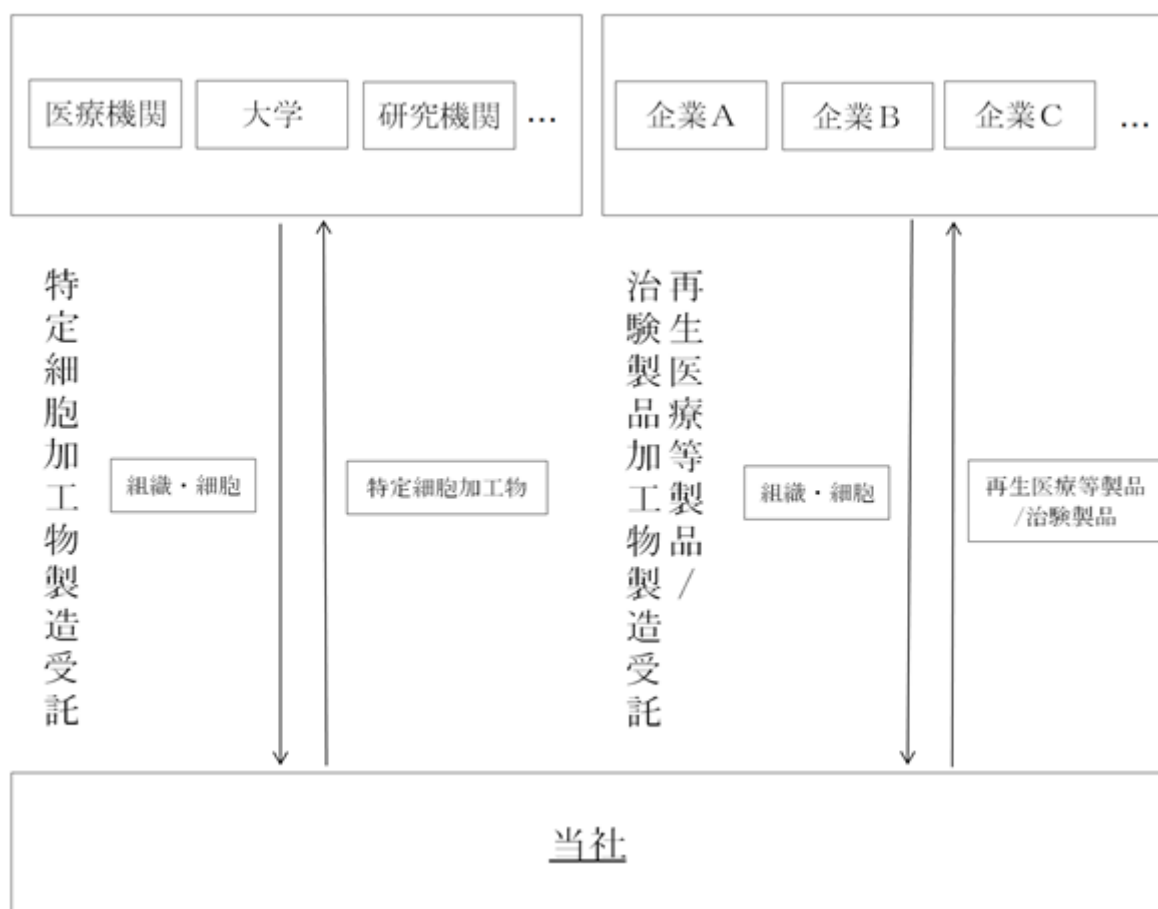 医療機関
大学
研究機関
…
企業A
企業B
企業C
…
特定細胞加工物製造受託
組織・細胞
特定細胞加工物
再生医療等製品/
治験製品加工物製造受託
組織・細胞
再生医療等製品
/治験製品
当社